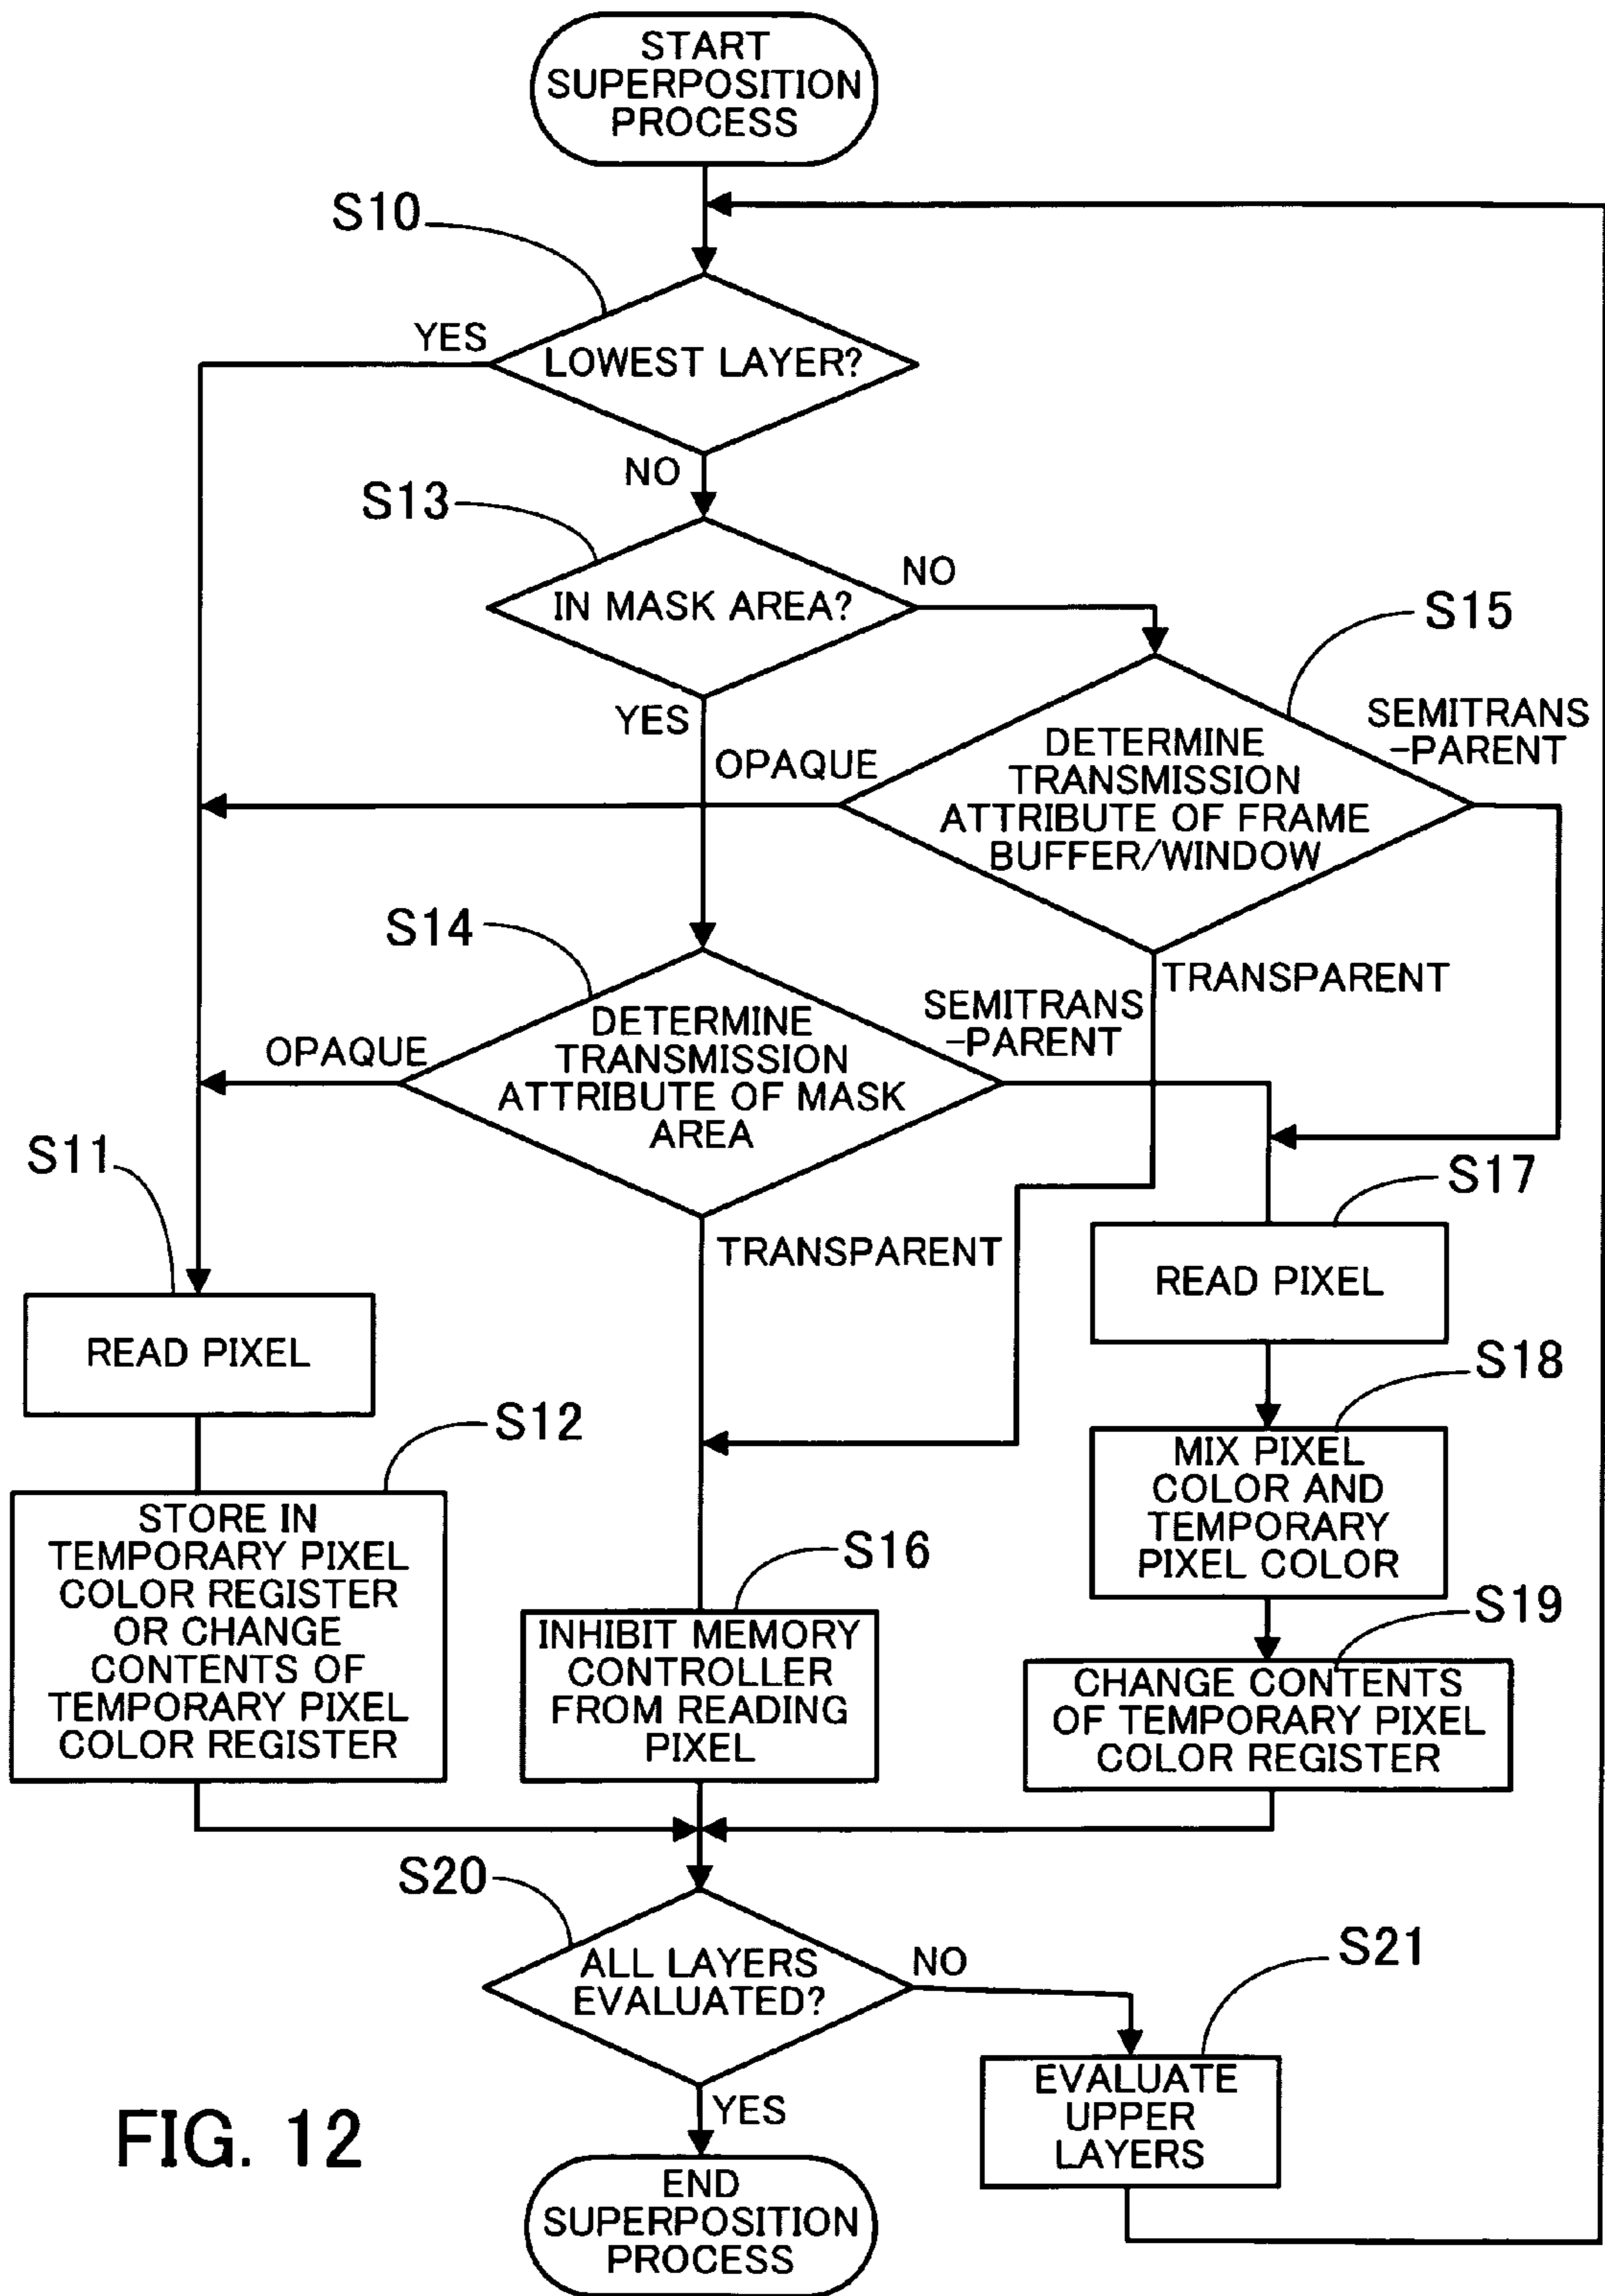 START
SUPERPOSITION
PROCESS
S10
YES
LOWEST LAYER?
NO
S13
NO
IN MASK AREA?
S15
YES
SEMITRANS
-PARENT
OPAQUE
DETERMINE
TRANSMISSION
ATTRIBUTE OF FRAME
BUFFER/WINDOW
S14
TRANSPARENT
SEMITRANS
-PARENT
OPAQUE
DETERMINE
TRANSMISSION
ATTRIBUTE OF MASK
AREA
S11
S17
TRANSPARENT
READ PIXEL
READ PIXEL
S18
S12
MIX PIXEL
COLOR AND
TEMPORARY
PIXEL COLOR
STORE IN
TEMPORARY PIXEL
COLOR REGISTER
OR CHANGE
CONTENTS OF
TEMPORARY PIXEL
COLOR REGISTER
S16
S19
INHIBIT MEMORY
CONTROLLER
FROM READING
PIXEL
CHANGE CONTENTS
OF TEMPORARY PIXEL
COLOR REGISTER
S20
ALL LAYERS
EVALUATED?
NO
S21
EVALUATE
UPPER
LAYERS
YES
FIG. 12
END
SUPERPOSITION
PROCESS